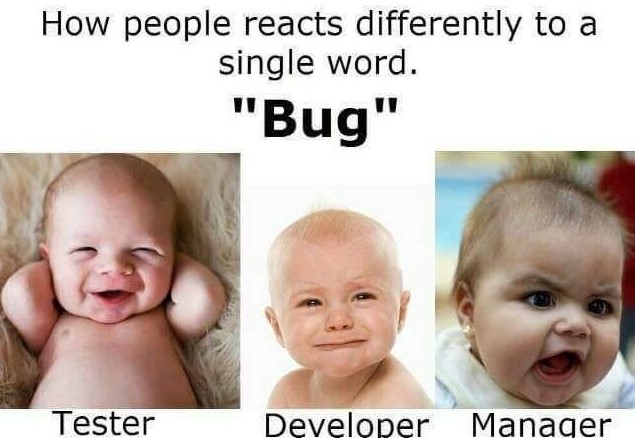 How people reacts differently to a
single word.
"Bug"
Tester
Developer
Manager